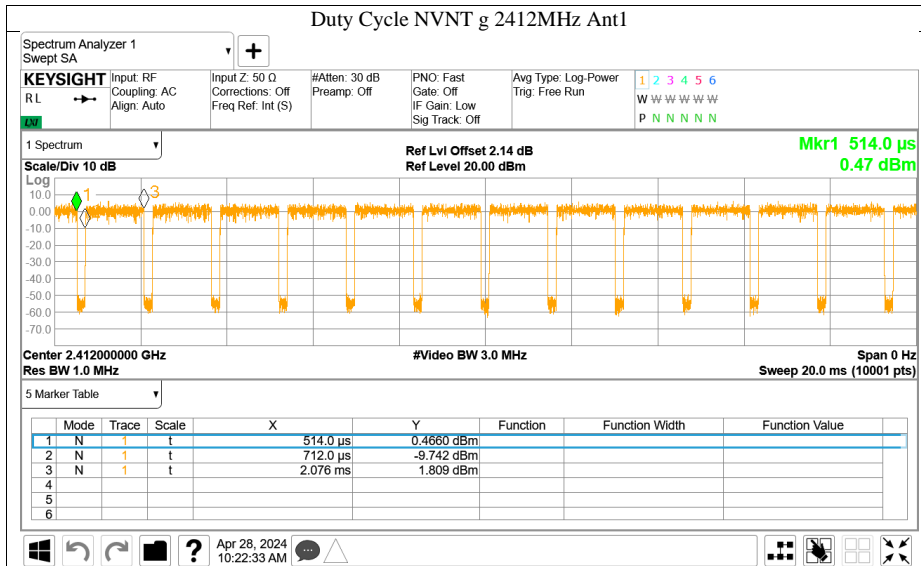 Duty Cycle NVNT g 2412MHz Ant1
Spectrum Analyzer 1
Swept SA
▼
+
KEYSIGHT Input: RF Input Z: 50 Ω #Atten: 30 dB PNO: Fast Avg Type: Log-Power 1 2 3 4 5 6
R L Coupling: AC Corrections: Off Preamp: Off Gate: Off Trig: Free Run W W W W W W
Align: Auto Freq Ref: Int (S) IF Gain: Low P N N N N N
LXI Sig Track: Off
1 Spectrum ▼ Ref Lvl Offset 2.14 dB Mkr1 514.0 µs
Scale/Div 10 dB Ref Level 20.00 dBm 0.47 dBm
Log
10.0 1 3
0.00
-10.0
-20.0
-30.0
-40.0
-50.0
-60.0
-70.0
Center 2.412000000 GHz #Video BW 3.0 MHz Span 0 Hz
Res BW 1.0 MHz Sweep 20.0 ms (10001 pts)
5 Marker Table ▼
Mode Trace Scale X Y Function Function Width Function Value
1 N 1 t 514.0 µs 0.4660 dBm
2 N 1 t 712.0 µs -9.742 dBm
3 N 1 t 2.076 ms 1.809 dBm
4
5
6
? Apr 28, 2024
10:22:33 AM